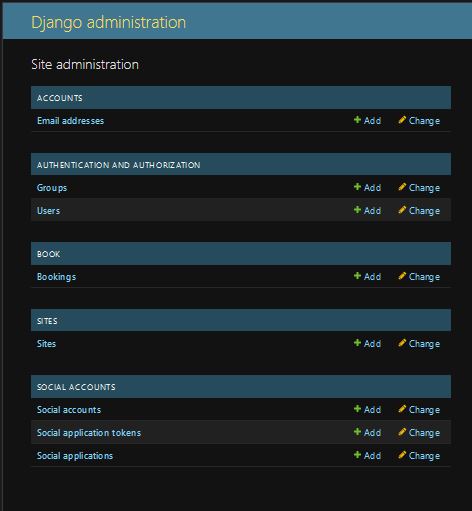 Django administration
Site administration
ACCOUNTS
Email addresses Add Change
AUTHENTICATION AND AUTHORIZATION
Groups Add Change
Users Add Change
BOOK
Bookings Add Change
SITES
Sites Add Change
SOCIAL ACCOUNTS
Social accounts Add Change
Social application tokens Add Change
Social applications Add Change